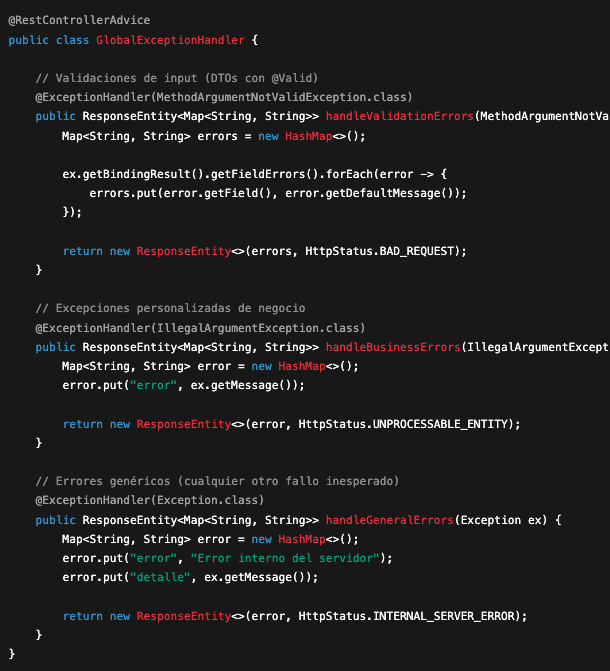 @RestControllerAdvice
public class GlobalExceptionHandler {
// Validaciones de input (DTOs con @Valid)
@ExceptionHandler(MethodArgumentNotValidException.class)
public ResponseEntity<Map<String, String>> handleValidationErrors(MethodArgumentNotVa
Map<String, String> errors = new HashMap<>();
ex.getBindingResult().getFieldErrors().forEach(error -> {
errors.put(error.getField(), error.getDefaultMessage());
});
return new ResponseEntity<>(errors, HttpStatus.BAD_REQUEST);
}
// Excepciones personalizadas de negocio
@ExceptionHandler(IllegalArgumentException.class)
public ResponseEntity<Map<String, String>> handleBusinessErrors(IllegalArgumentExcept
Map<String, String> error = new HashMap<>();
error.put("error", ex.getMessage());
return new ResponseEntity<>(error, HttpStatus.UNPROCESSABLE_ENTITY);
}
// Errores genéricos (cualquier otro fallo inesperado)
@ExceptionHandler(Exception.class)
public ResponseEntity<Map<String, String>> handleGeneralErrors(Exception ex) {
Map<String, String> error = new HashMap<>();
error.put("error", "Error interno del servidor");
error.put("detalle", ex.getMessage());
return new ResponseEntity<>(error, HttpStatus.INTERNAL_SERVER_ERROR);
}
}